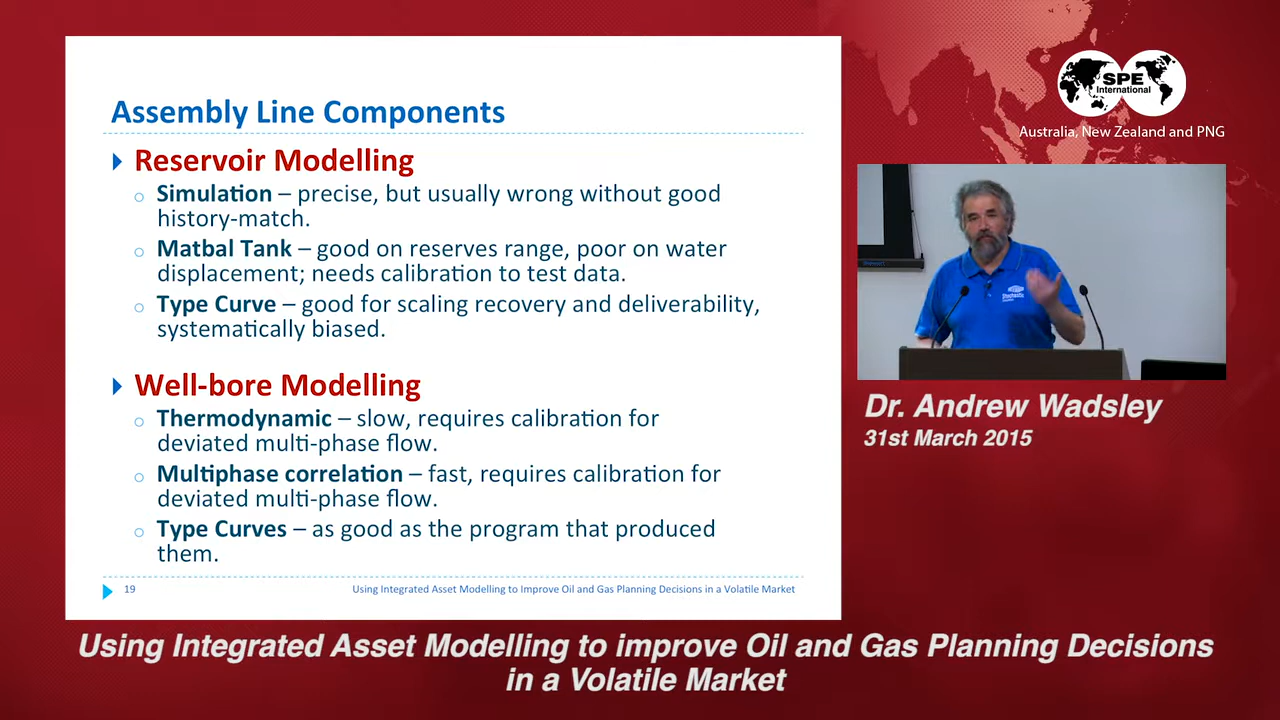 Assembly Line Components
Reservoir Modelling
Simulation – precise, but usually wrong without good
history-match.
Matbal Tank – good on reserves range, poor on water
displacement; needs calibration to test data.
Type Curve – good for scaling recovery and deliverability,
systematically biased.
Well-bore Modelling
Thermodynamic – slow, requires calibration for
deviated multi-phase flow.
Multiphase correlation – fast, requires calibration for
deviated multi-phase flow.
Type Curves – as good as the program that produced
them.
19
Using Integrated Asset Modelling to Improve Oil and Gas Planning Decisions in a Volatile Market
SPE
International
Australia, New Zealand and PNG
Dr. Andrew Wadsley
31st March 2015
Using Integrated Asset Modelling to improve Oil and Gas Planning Decisions
in a Volatile Market